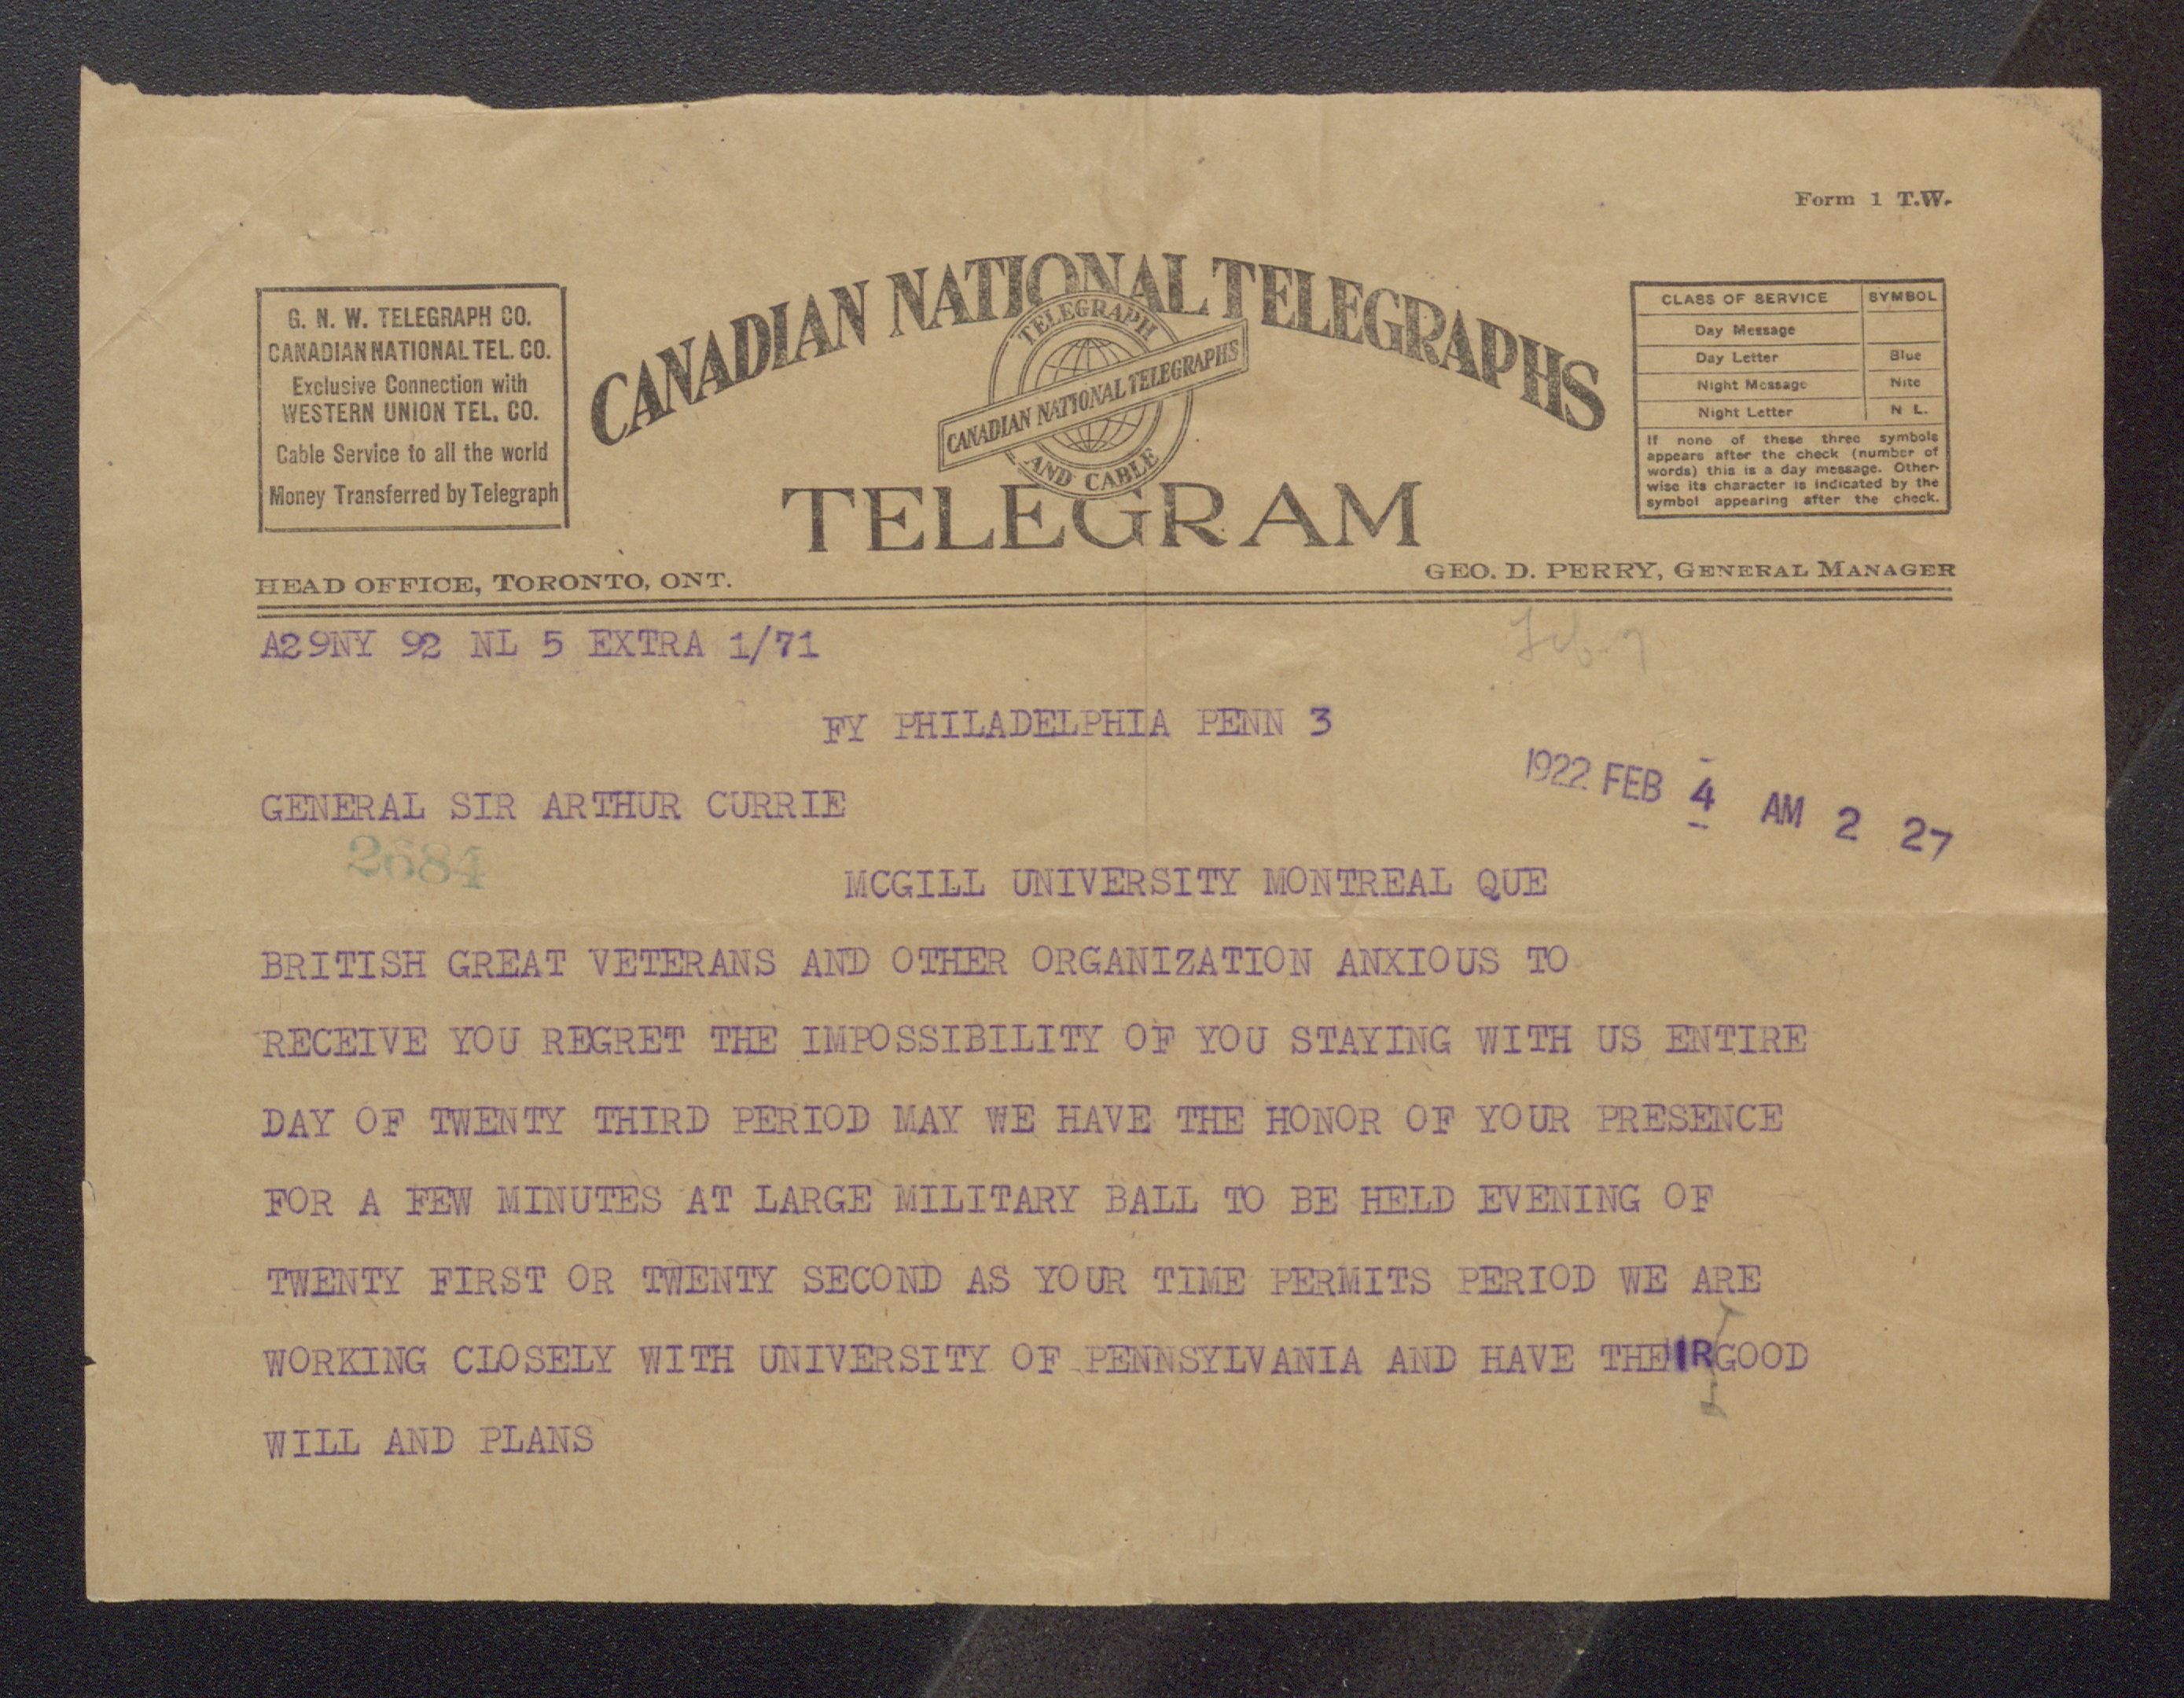 Form 1 T.W.
G. N. W. TELEGRAPH CO.
CANADIAN NATIONAL TEL. CO.
Exclusive Connection with
WESTERN UNION TEL. CO.
Cable Service to all the world
Money Transferred by Telegraph
CANADIAN NATIONAL TELEGRAPHS
TELEGRAPH
CANADIAN NATIONAL TELEGRAPHS
AND CABLE
TELEGRAM
CLASS OF SERVICE SYMBOL
Day Message
Day Letter Blue
Night Message Nite
Night Letter N L.
If none of these three symbols
appears after the check (number of
words) this is a day message. Other-
wise its character is indicated by the
symbol appearing after the check.
HEAD OFFICE, TORONTO, ONT.
GEO. D. PERRY, GENERAL MANAGER
A29NY 92 NL 5 EXTRA 1/71
Feb-7
FY PHILADELPHIA PENN 3
1922 FEB 4 AM 2 27
GENERAL SIR ARTHUR CURRIE
2684
MCGILL UNIVERSITY MONTREAL QUE
BRITISH GREAT VETERANS AND OTHER ORGANIZATION ANXIOUS TO
RECEIVE YOU REGRET THE IMPOSSIBILITY OF YOU STAYING WITH US ENTIRE
DAY OF TWENTY THIRD PERIOD MAY WE HAVE THE HONOR OF YOUR PRESENCE
FOR A FEW MINUTES AT LARGE MILITARY BALL TO BE HELD EVENING OF
TWENTY FIRST OR TWENTY SECOND AS YOUR TIME PERMITS PERIOD WE ARE
WORKING CLOSELY WITH UNIVERSITY OF PENNSYLVANIA AND HAVE THEIR GOOD
WILL AND PLANS